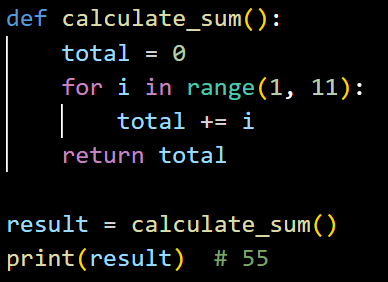 def calculate_sum():
    total = 0
    for i in range(1, 11):
        total += i
    return total

result = calculate_sum()
print(result)  # 55